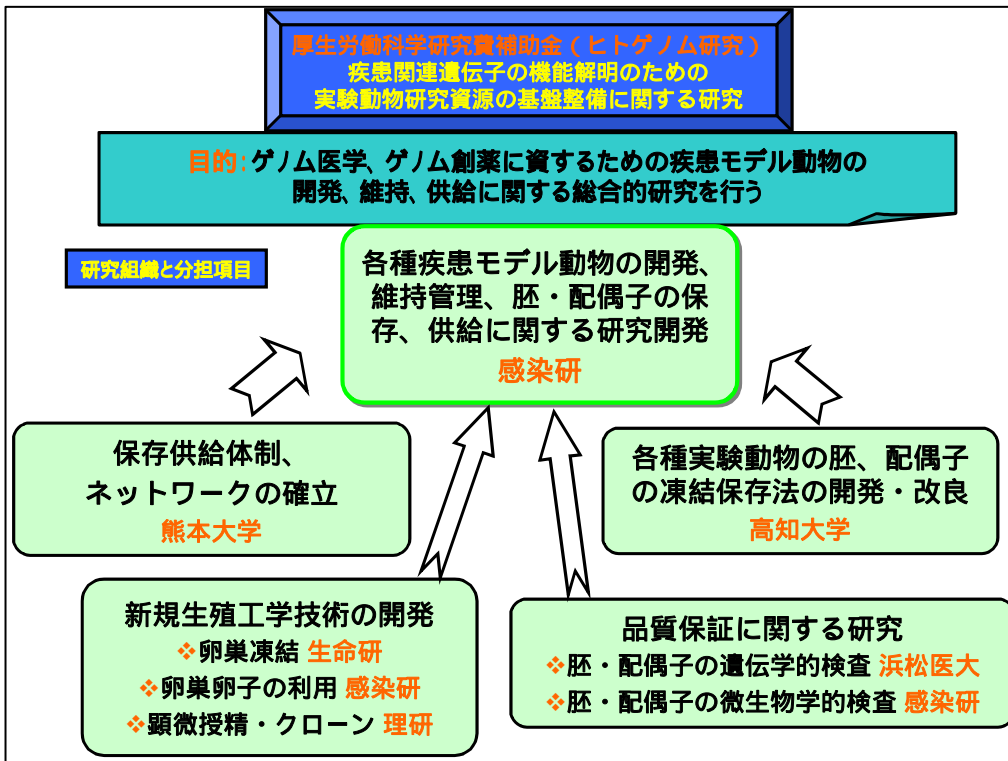 厚生労働科学研究費補助金（ヒトゲノム研究）
疾患関連遺伝子の機能解明のための
実験動物研究資源の基盤整備に関する研究
目的:ゲノム医学、ゲノム創薬に資するための疾患モデル動物の
開発、維持、供給に関する総合的研究を行う
研究組織と分担項目
各種疾患モデル動物の開発、
維持管理、胚・配偶子の保
存、供給に関する研究開発
感染研
保存供給体制、
ネットワークの確立
熊本大学
各種実験動物の胚、配偶子
の凍結保存法の開発・改良
高知大学
新規生殖工学技術の開発
❖卵巣凍結 生命研
❖卵巣卵子の利用 感染研
❖顕微授精・クローン 理研
品質保証に関する研究
❖胚・配偶子の遺伝学的検査 浜松医大
❖胚・配偶子の微生物学的検査 感染研